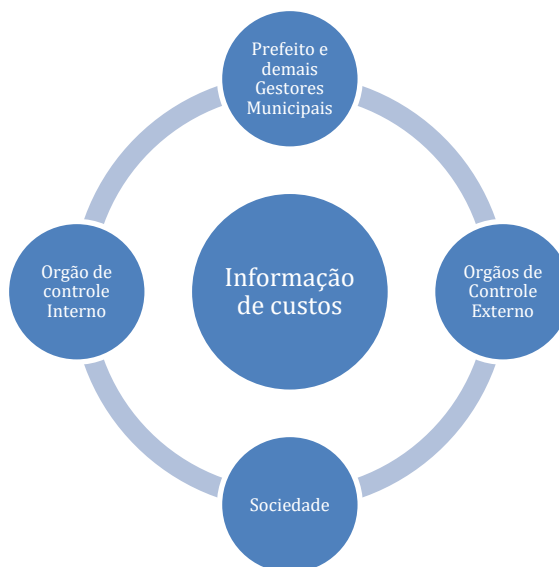 Prefeito e
demais
Gestores
Municipais
Orgão de
controle
Interno
Informação
de custos
Orgãos de
Controle
Externo
Sociedade